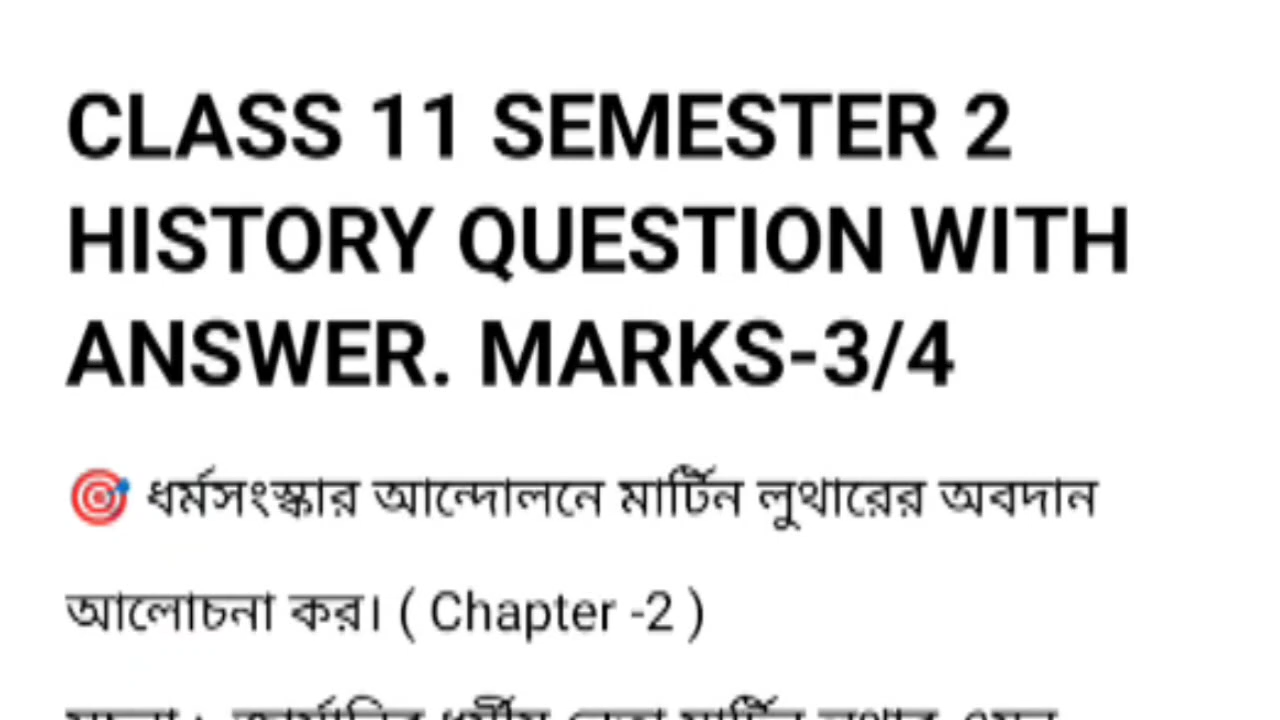 CLASS 11 SEMESTER 2
HISTORY QUESTION WITH
ANSWER. MARKS-3/4
🎯 ধর্মসংস্কার আন্দোলনে মার্টিন লুথারের অবদান
আলোচনা কর। ( Chapter -2 )